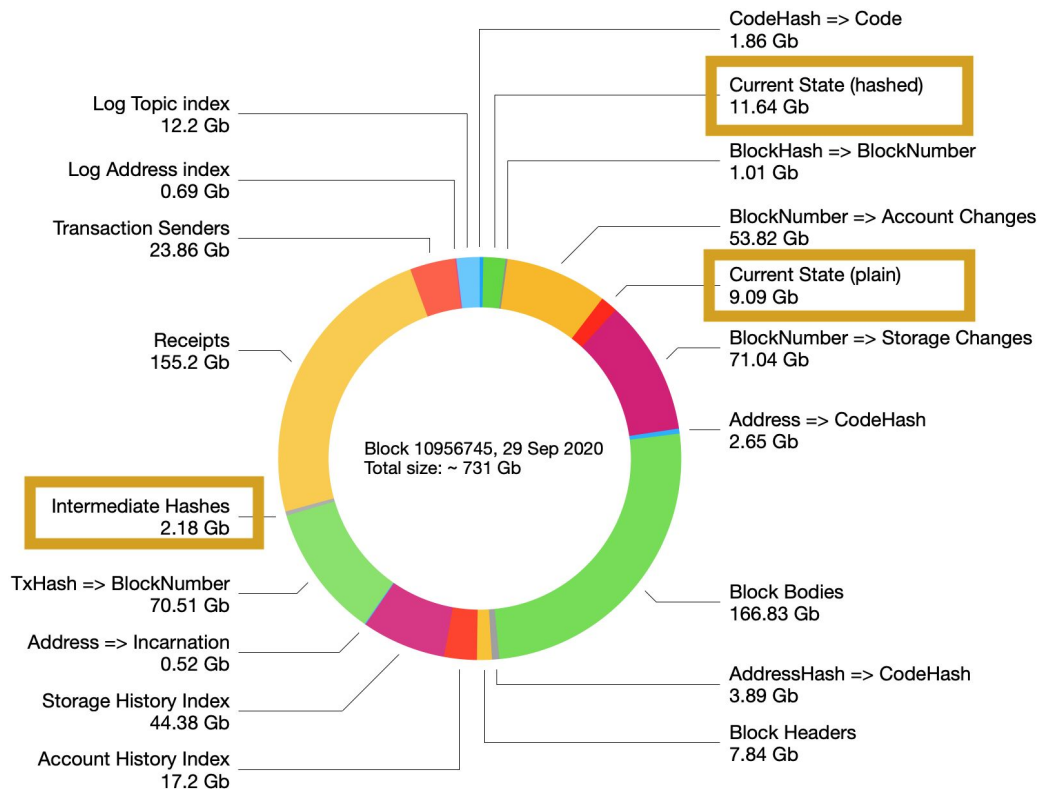 CodeHash => Code
1.86 Gb
Current State (hashed)
11.64 Gb
BlockHash => BlockNumber
1.01 Gb
BlockNumber => Account Changes
53.82 Gb
Current State (plain)
9.09 Gb
BlockNumber => Storage Changes
71.04 Gb
Address => CodeHash
2.65 Gb
Block Bodies
166.83 Gb
AddressHash => CodeHash
3.89 Gb
Block Headers
7.84 Gb
Log Topic index
12.2 Gb
Log Address index
0.69 Gb
Transaction Senders
23.86 Gb
Receipts
155.2 Gb
Intermediate Hashes
2.18 Gb
TxHash => BlockNumber
70.51 Gb
Address => Incarnation
0.52 Gb
Storage History Index
44.38 Gb
Account History Index
17.2 Gb
Block 10956745, 29 Sep 2020
Total size: ~ 731 Gb